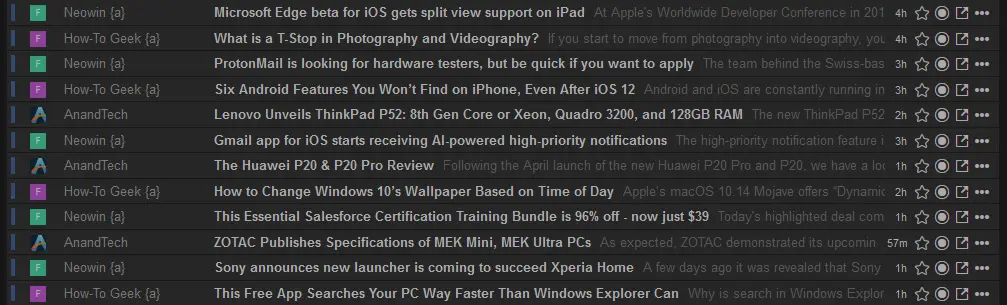 F Neowin {a} Microsoft Edge beta for iOS gets split view support on iPad At Apple's Worldwide Developer Conference in 201 4h
F How-To Geek {a} What is a T-Stop in Photography and Videography? If you start to move from photography into videography, you 4h
F Neowin {a} ProtonMail is looking for hardware testers, but be quick if you want to apply The team behind the Swiss-bas 3h
F How-To Geek {a} Six Android Features You Won't Find on iPhone, Even After iOS 12 Android and iOS are constantly running in 3h
AnandTech Lenovo Unveils ThinkPad P52: 8th Gen Core or Xeon, Quadro 3200, and 128GB RAM The new ThinkPad P52 2h
F Neowin {a} Gmail app for iOS starts receiving AI-powered high-priority notifications The high-priority notification feature i 3h
AnandTech The Huawei P20 & P20 Pro Review Following the April launch of the new Huawei P20 Pro and P20, we have a loo 1h
F How-To Geek {a} How to Change Windows 10's Wallpaper Based on Time of Day Apple's macOS 10.14 Mojave offers "Dynamic 2h
F Neowin {a} This Essential Salesforce Certification Training Bundle is 96% off - now just $39 Today's highlighted deal com 1h
AnandTech ZOTAC Publishes Specifications of MEK Mini, MEK Ultra PCs As expected, ZOTAC demonstrated its upcomin 57m
F Neowin {a} Sony announces new launcher is coming to succeed Xperia Home A few days ago it was revealed that Sony 1h
F How-To Geek {a} This Free App Searches Your PC Way Faster Than Windows Explorer Can Why is search in Windows Explor 1h